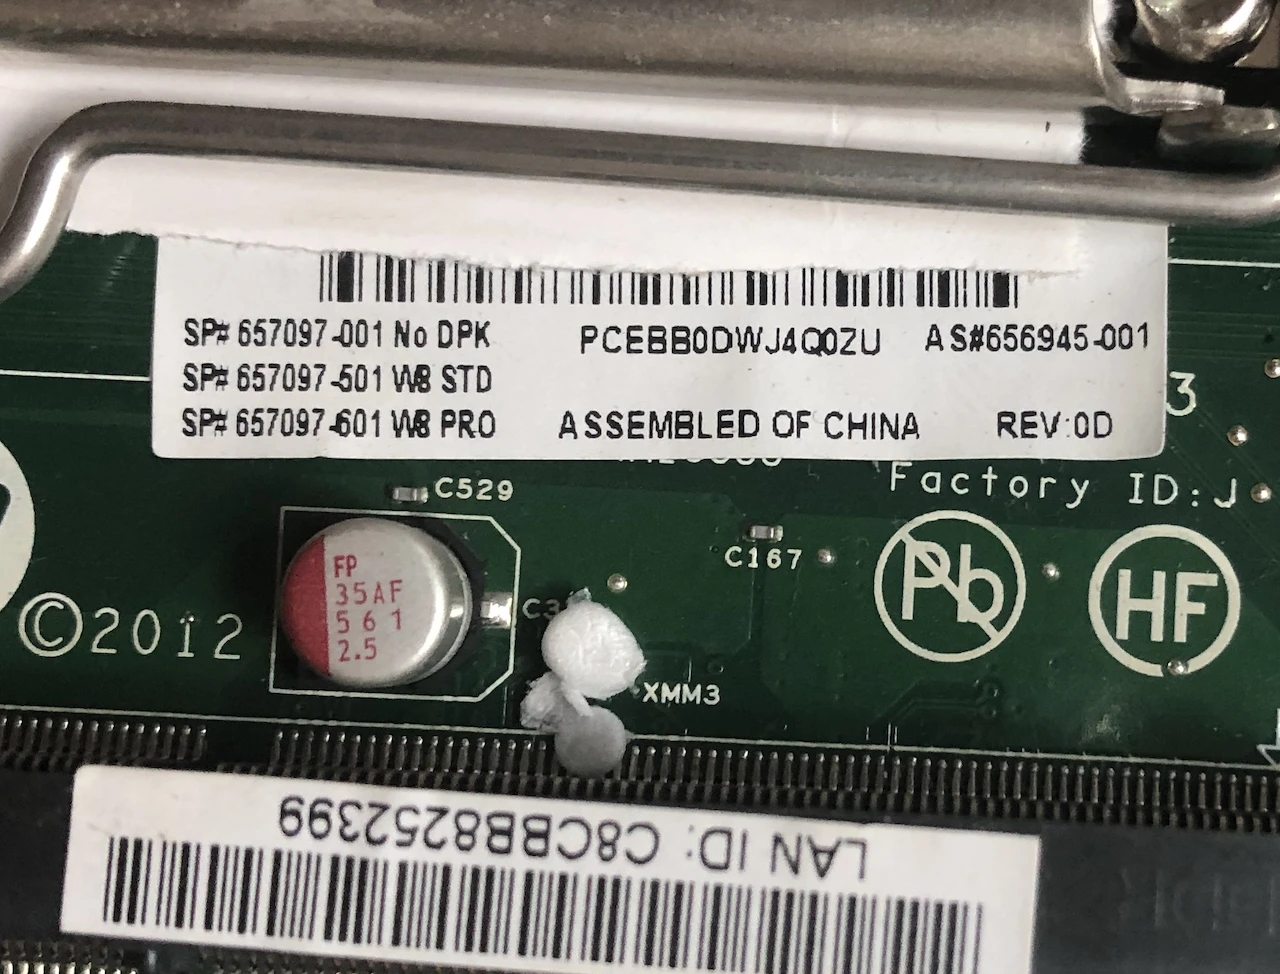 SP# 657097-001 No DPK PCEBB0DWJ4Q0ZU AS#656945-001
SP# 657097-501 W8 STD
SP# 657097-601 W8 PRO ASSEMBLED OF CHINA REV:0D
3
Factory ID:J
C529
C167
Pb
HF
©2012
FP
35AF
561
2.5
XMM3
LAN ID: C8CBB8252399